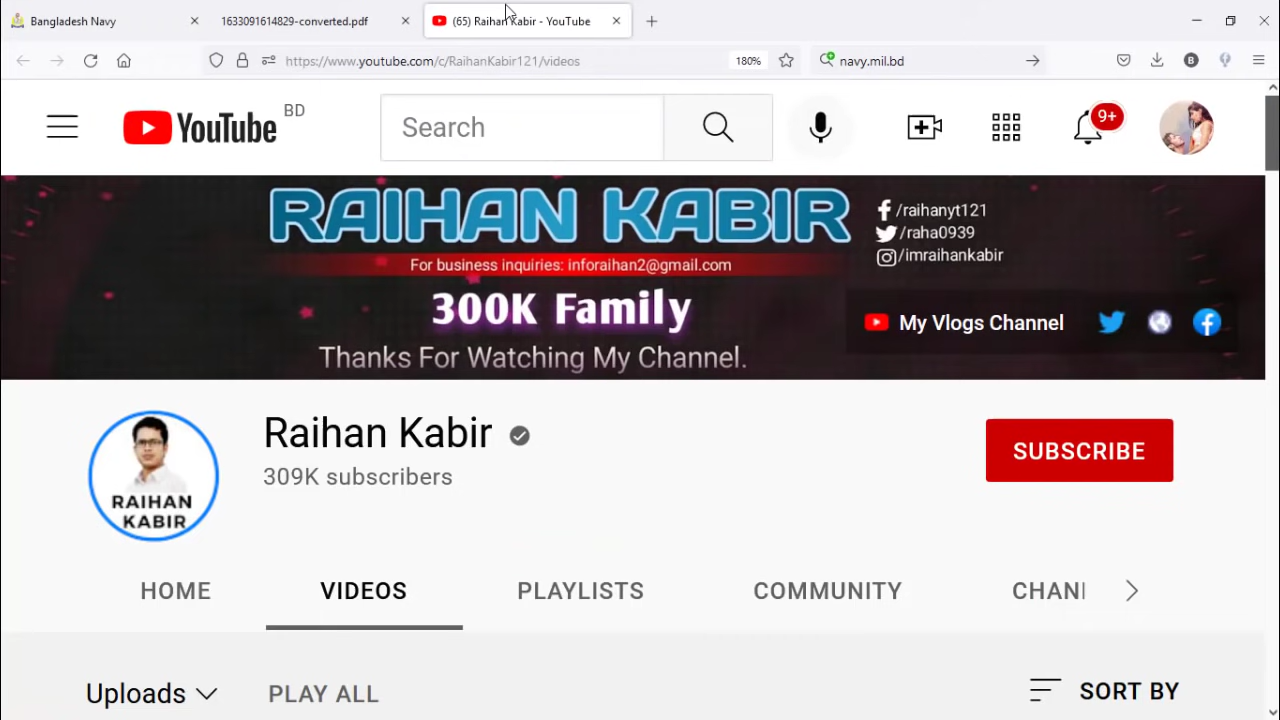 Bangladesh Navy
1633091614829-converted.pdf
(65) Raihan Kabir - YouTube
https://www.youtube.com/c/RaihanKabir121/videos
180%
navy.mil.bd
B
YouTube BD
Search
9+
RAIHAN KABIR
For business inquiries: inforaihan2@gmail.com
300K Family
Thanks For Watching My Channel.
/raihanyt121
/raha0939
/imraihankabir
My Vlogs Channel
RAIHAN
KABIR
Raihan Kabir
309K subscribers
SUBSCRIBE
HOME VIDEOS PLAYLISTS COMMUNITY CHANI
Uploads PLAY ALL SORT BY